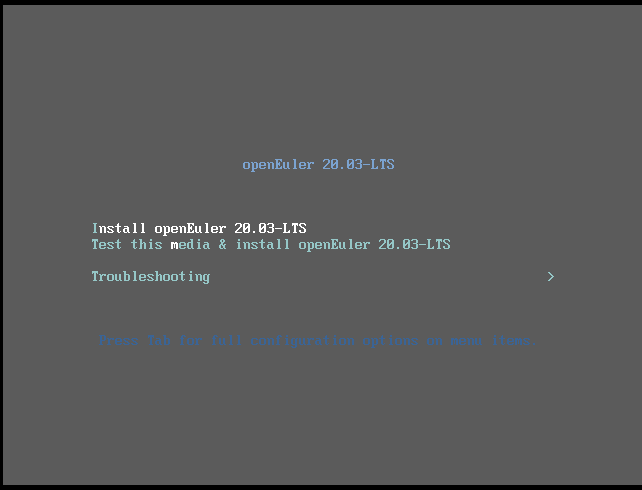 openEuler 20.03-LTS
Install openEuler 20.03-LTS
Test this media & install openEuler 20.03-LTS
Troubleshooting >
Press Tab for full configuration options on menu items.